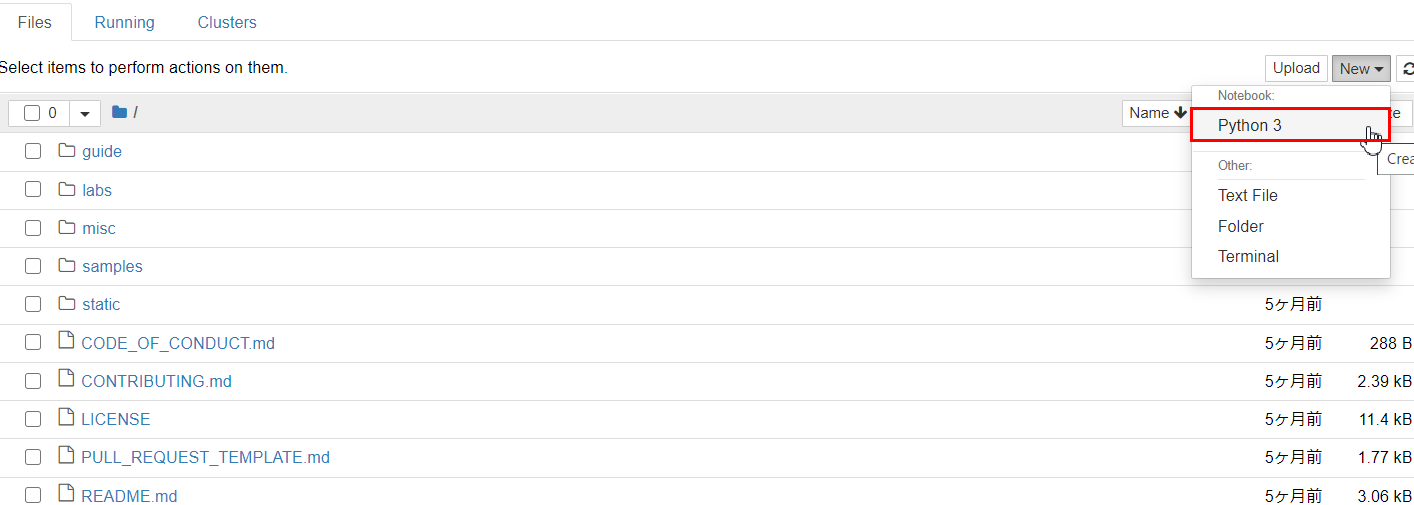 Files Running Clusters
Select items to perform actions on them.
Upload New
0 / Name
Notebook:
Python 3
Other:
Text File
Folder
Terminal
guide
labs
misc
samples
static 5ヶ月前
CODE_OF_CONDUCT.md 5ヶ月前 288 B
CONTRIBUTING.md 5ヶ月前 2.39 kB
LICENSE 5ヶ月前 11.4 kB
PULL_REQUEST_TEMPLATE.md 5ヶ月前 1.77 kB
README.md 5ヶ月前 3.06 kB